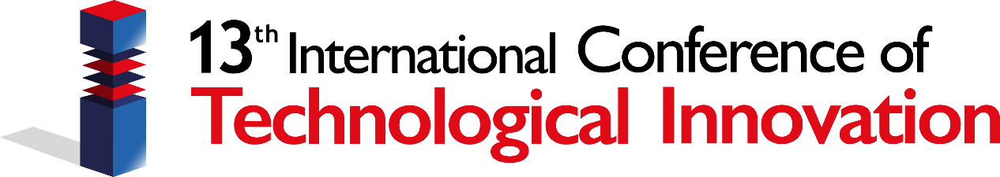 13th International Conference of
Technological Innovation